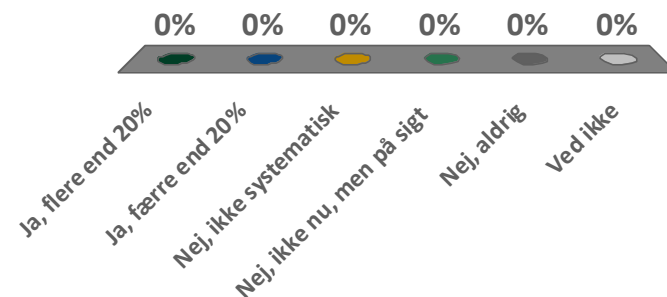 0% 0% 0% 0% 0% 0%
Ja, flere end 20%
Ja, færre end 20%
Nej, ikke systematisk
Nej, ikke nu, men på sigt
Nej, aldrig
Ved ikke